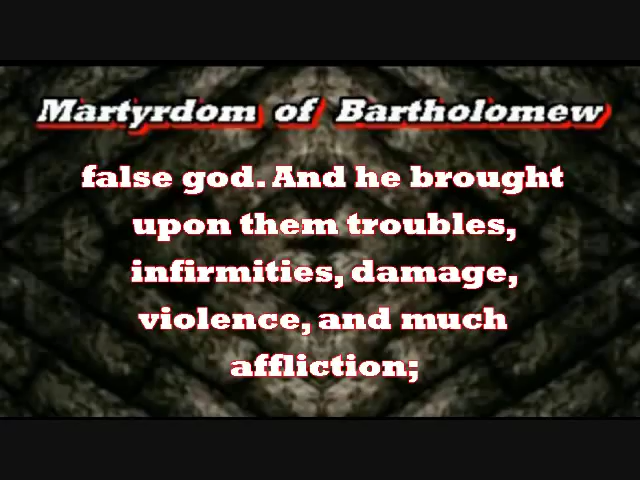 Martyrdom of Bartholomew
false god. And he brought
upon them troubles,
infirmities, damage,
violence, and much
affliction;